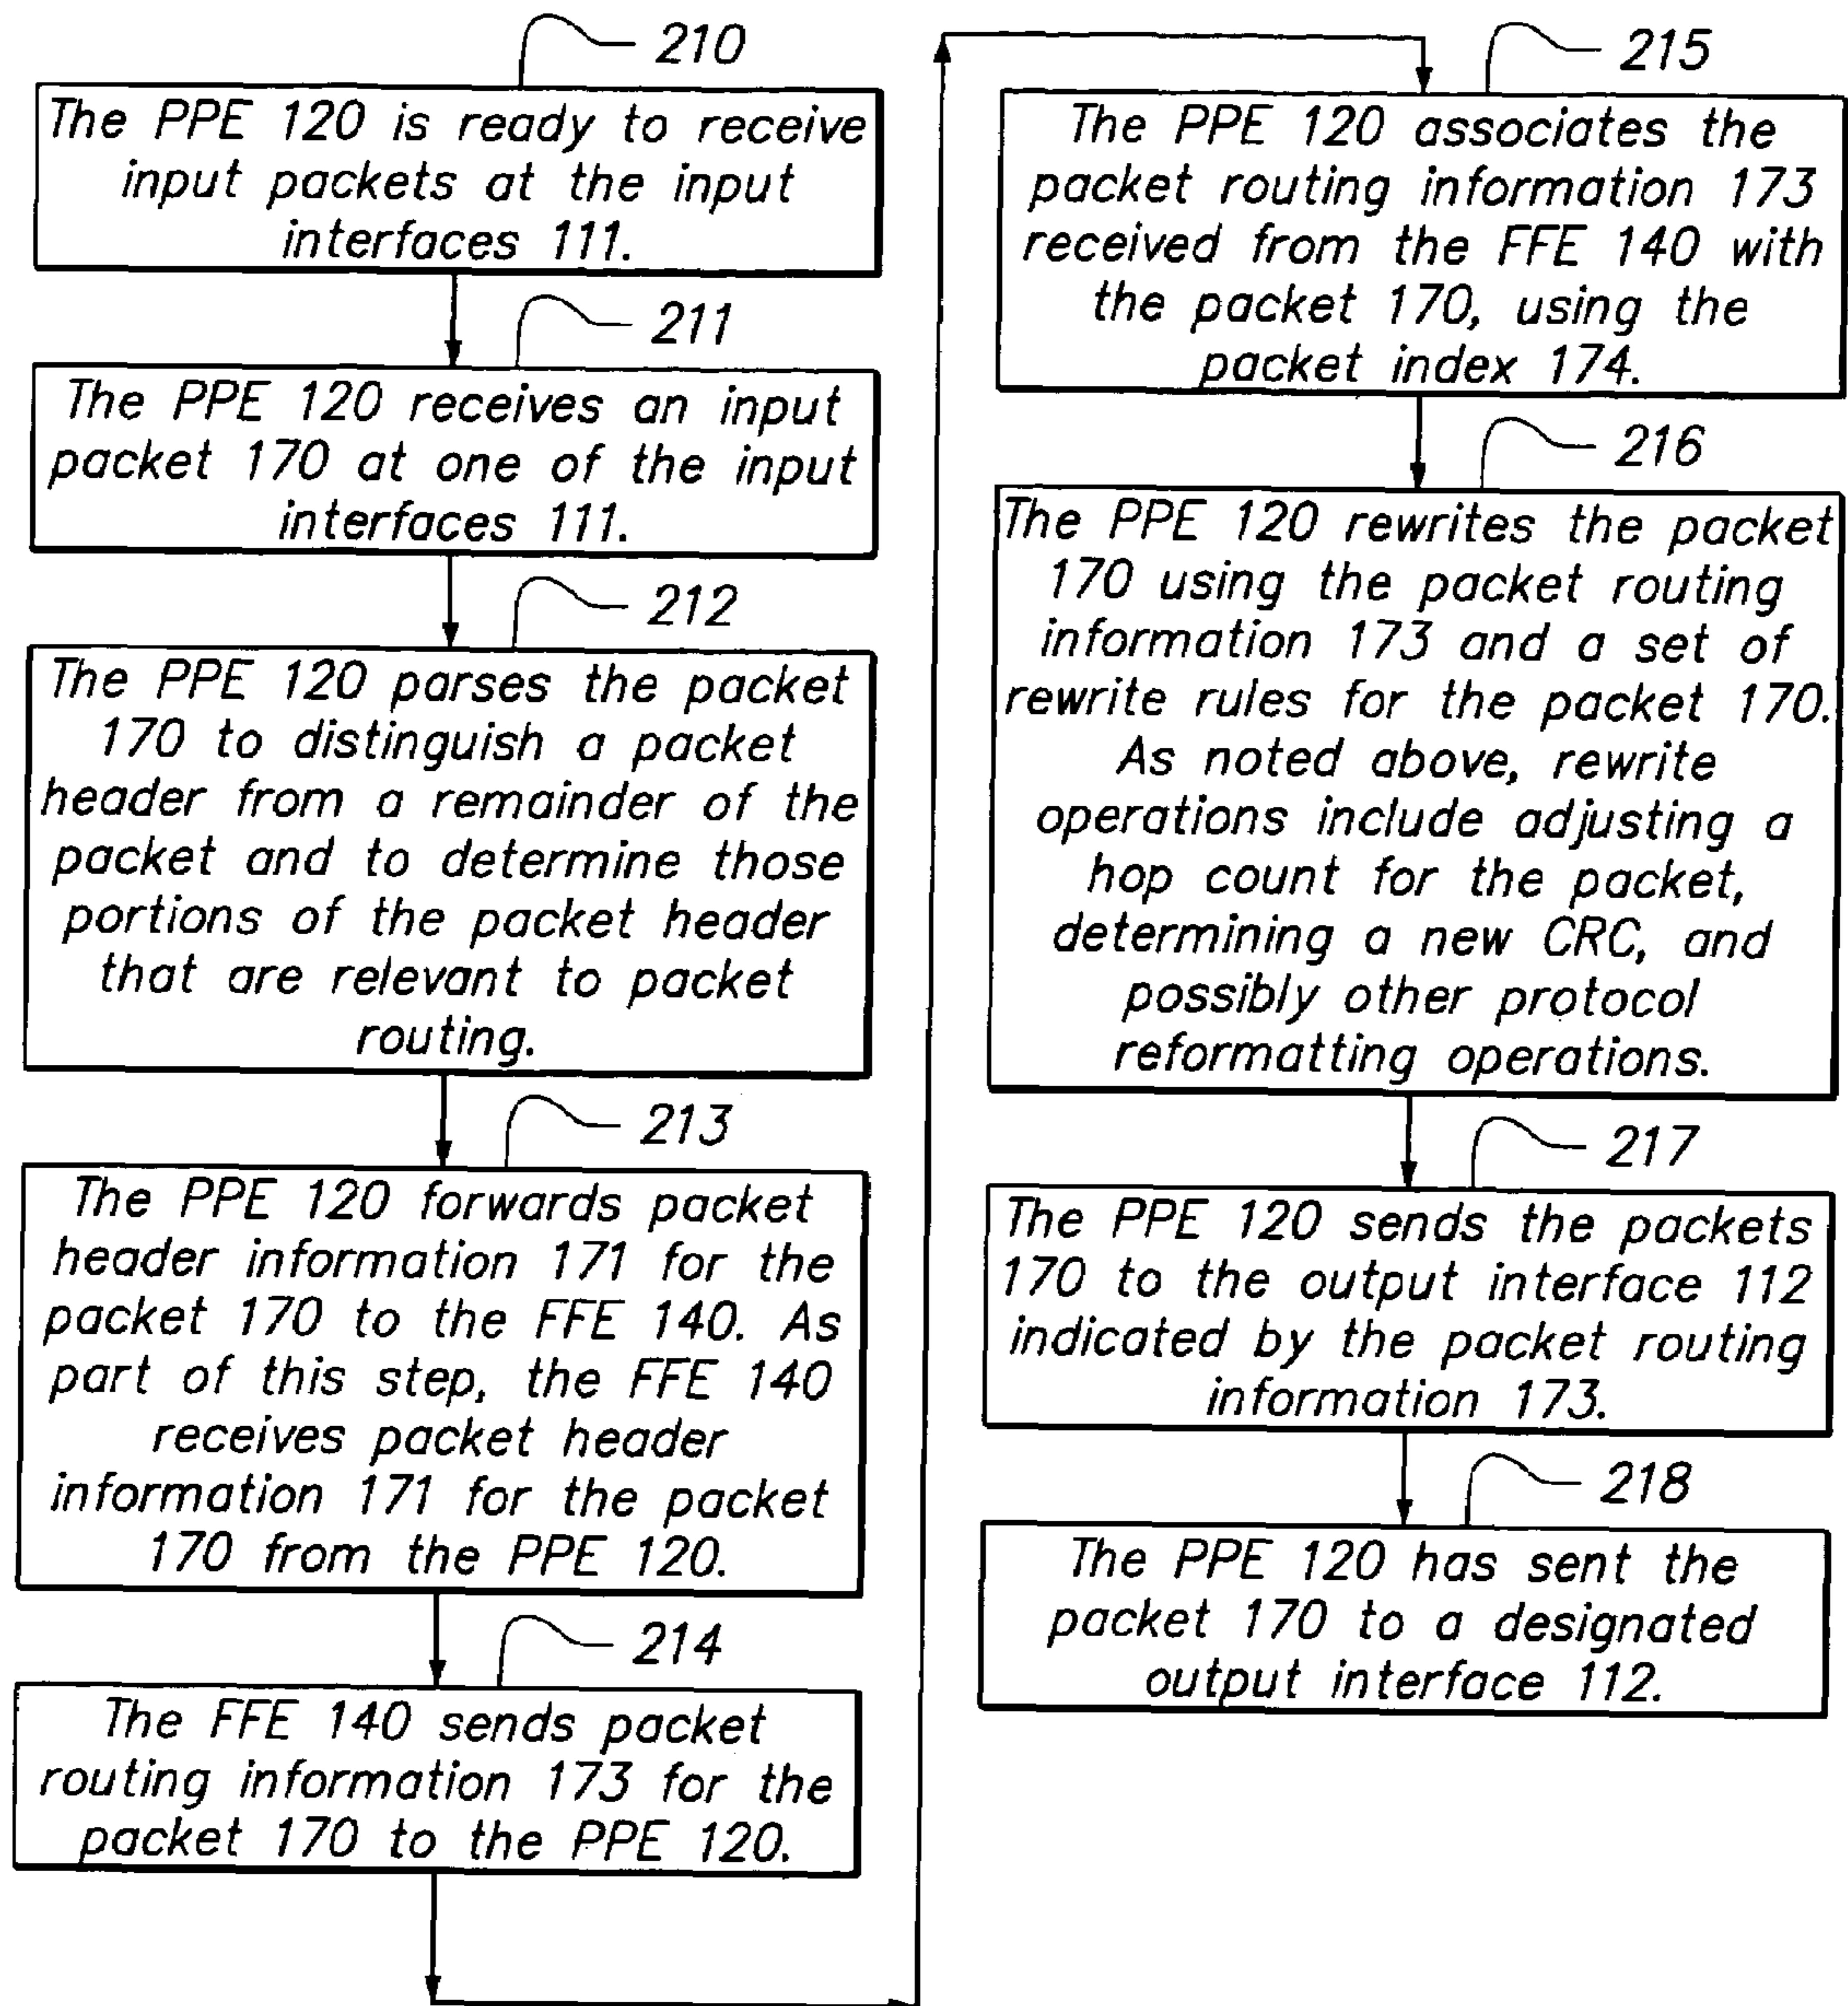 210
The PPE 120 is ready to receive
input packets at the input
interfaces 111.
211
The PPE 120 receives an input
packet 170 at one of the input
interfaces 111.
212
The PPE 120 parses the packet
170 to distinguish a packet
header from a remainder of the
packet and to determine those
portions of the packet header
that are relevant to packet
routing.
213
The PPE 120 forwards packet
header information 171 for the
packet 170 to the FFE 140. As
part of this step, the FFE 140
receives packet header
information 171 for the packet
170 from the PPE 120.
214
The FFE 140 sends packet
routing information 173 for the
packet 170 to the PPE 120.
215
The PPE 120 associates the
packet routing information 173
received from the FFE 140 with
the packet 170, using the
packet index 174.
216
The PPE 120 rewrites the packet
170 using the packet routing
information 173 and a set of
rewrite rules for the packet 170.
As noted above, rewrite
operations include adjusting a
hop count for the packet,
determining a new CRC, and
possibly other protocol
reformatting operations.
217
The PPE 120 sends the packets
170 to the output interface 112
indicated by the packet routing
information 173.
218
The PPE 120 has sent the
packet 170 to a designated
output interface 112.